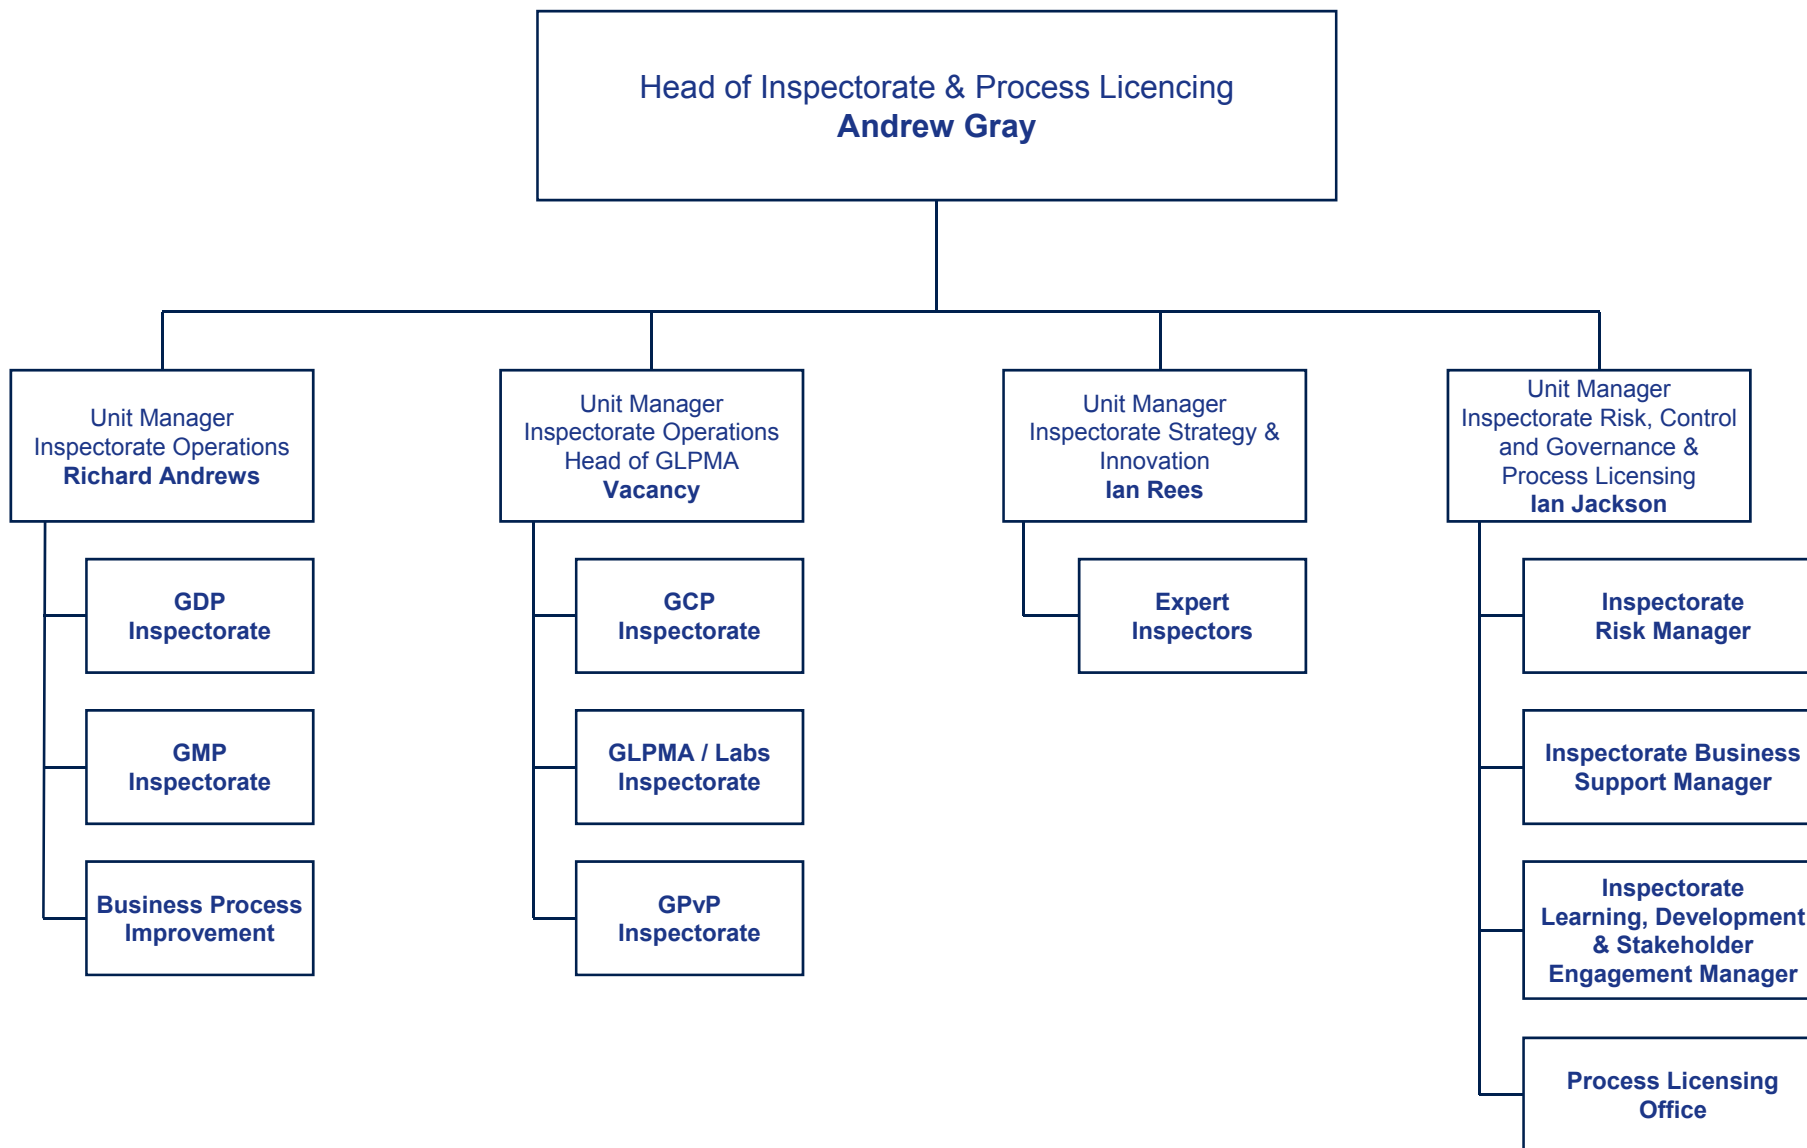 Head of Inspectorate & Process Licencing
Andrew Gray
Unit Manager
Inspectorate Operations
Richard Andrews
GDP
Inspectorate
GMP
Inspectorate
Business Process
Improvement
Unit Manager
Inspectorate Operations
Head of GLPMA
Vacancy
GCP
Inspectorate
GLPMA / Labs
Inspectorate
GPvP
Inspectorate
Unit Manager
Inspectorate Strategy &
Innovation
Ian Rees
Expert
Inspectors
Unit Manager
Inspectorate Risk, Control
and Governance &
Process Licensing
Ian Jackson
Inspectorate
Risk Manager
Inspectorate Business
Support Manager
Inspectorate
Learning, Development
& Stakeholder
Engagement Manager
Process Licensing
Office